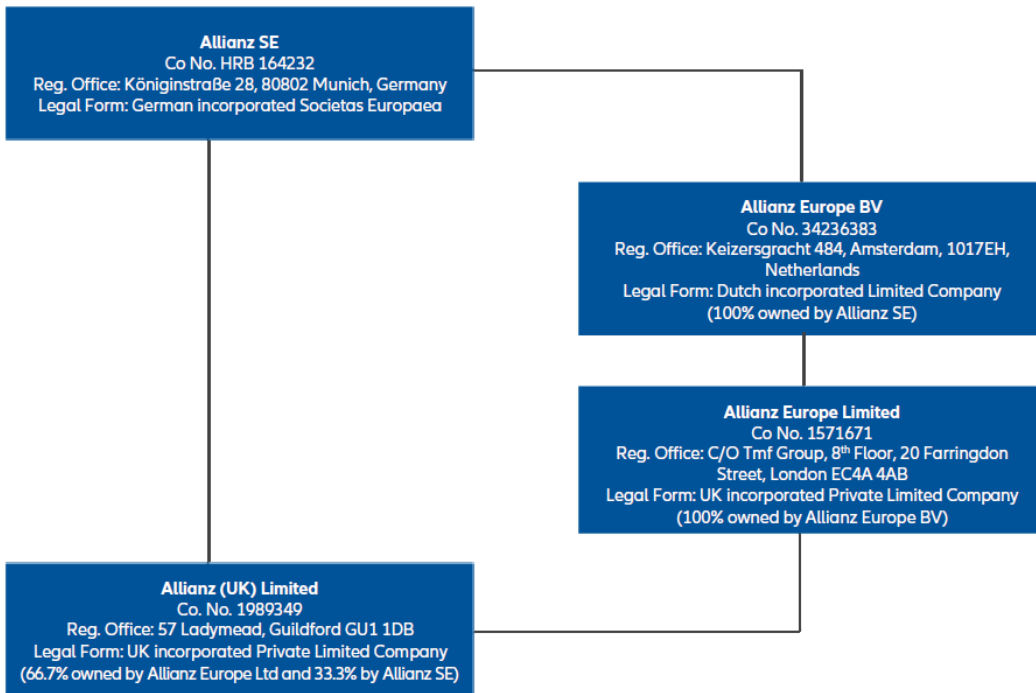 Allianz SE
Co No. HRB 164232
Reg. Office: Königinstraße 28, 80802 Munich, Germany
Legal Form: German incorporated Societas Europaea
Allianz Europe BV
Co No. 34236383
Reg. Office: Keizersgracht 484, Amsterdam, 1017EH,
Netherlands
Legal Form: Dutch incorporated Limited Company
(100% owned by Allianz SE)
Allianz Europe Limited
Co No. 1571671
Reg. Office: C/O Tmf Group, 8th Floor, 20 Farringdon
Street, London EC4A 4AB
Legal Form: UK incorporated Private Limited Company
(100% owned by Allianz Europe BV)
Allianz (UK) Limited
Co. No. 1989349
Reg. Office: 57 Ladymead, Guildford GU1 1DB
Legal Form: UK incorporated Private Limited Company
(66.7% owned by Allianz Europe Ltd and 33.3% by Allianz SE)